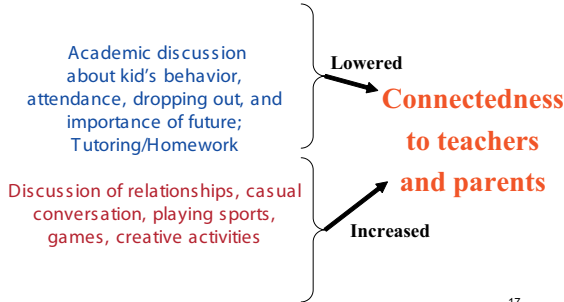 Academic discussion
about kid's behavior,
attendance, dropping out, and
importance of future;
Tutoring/Homework
Lowered
Connectedness
to teachers
and parents
Discussion of relationships, casual
conversation, playing sports,
games, creative activities
Increased
17